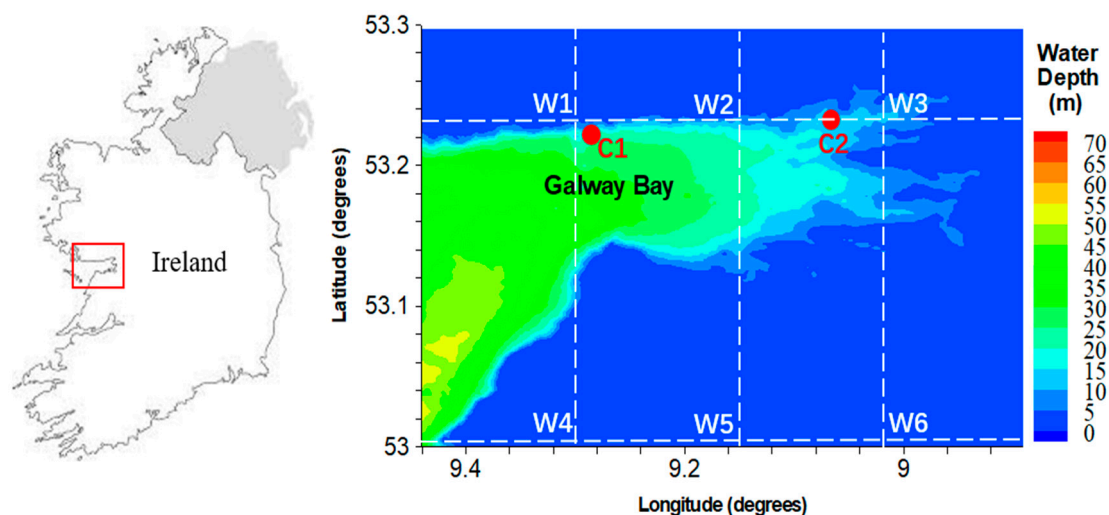 Ireland
53.3
53.2
53.1
53
Latitude (degrees)
W1
W2
W3
C1
C2
Galway Bay
W4
W5
W6
9.4
9.2
9
Longitude (degrees)
Water
Depth
(m)
70
65
60
55
50
45
40
35
30
25
20
15
10
5
0